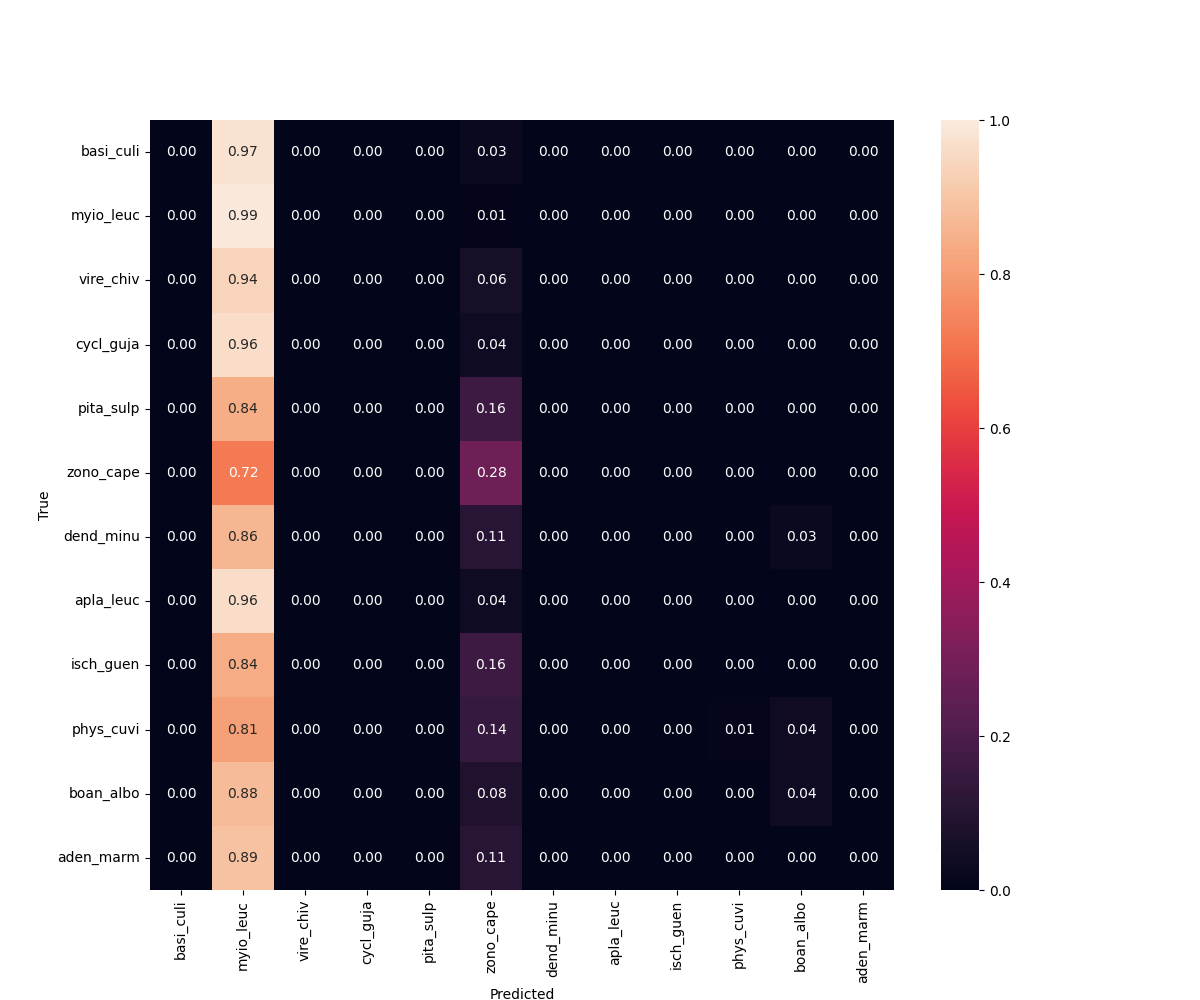 basi_culi 0.00 0.97 0.00 0.00 0.00 0.03 0.00 0.00 0.00 0.00 0.00 0.00
myio_leuc 0.00 0.99 0.00 0.00 0.00 0.01 0.00 0.00 0.00 0.00 0.00 0.00
vire_chiv 0.00 0.94 0.00 0.00 0.00 0.06 0.00 0.00 0.00 0.00 0.00 0.00
cycl_guja 0.00 0.96 0.00 0.00 0.00 0.04 0.00 0.00 0.00 0.00 0.00 0.00
pita_sulp 0.00 0.84 0.00 0.00 0.00 0.16 0.00 0.00 0.00 0.00 0.00 0.00
zono_cape 0.00 0.72 0.00 0.00 0.00 0.28 0.00 0.00 0.00 0.00 0.00 0.00
dend_minu 0.00 0.86 0.00 0.00 0.00 0.11 0.00 0.00 0.00 0.00 0.03 0.00
apla_leuc 0.00 0.96 0.00 0.00 0.00 0.04 0.00 0.00 0.00 0.00 0.00 0.00
isch_guen 0.00 0.84 0.00 0.00 0.00 0.16 0.00 0.00 0.00 0.00 0.00 0.00
phys_cuvi 0.00 0.81 0.00 0.00 0.00 0.14 0.00 0.00 0.00 0.01 0.04 0.00
boan_albo 0.00 0.88 0.00 0.00 0.00 0.08 0.00 0.00 0.00 0.00 0.04 0.00
aden_marm 0.00 0.89 0.00 0.00 0.00 0.11 0.00 0.00 0.00 0.00 0.00 0.00
True
basi_culi myio_leuc vire_chiv cycl_guja pita_sulp zono_cape dend_minu apla_leuc isch_guen phys_cuvi boan_albo aden_marm
Predicted
1.0
0.8
0.6
0.4
0.2
0.0